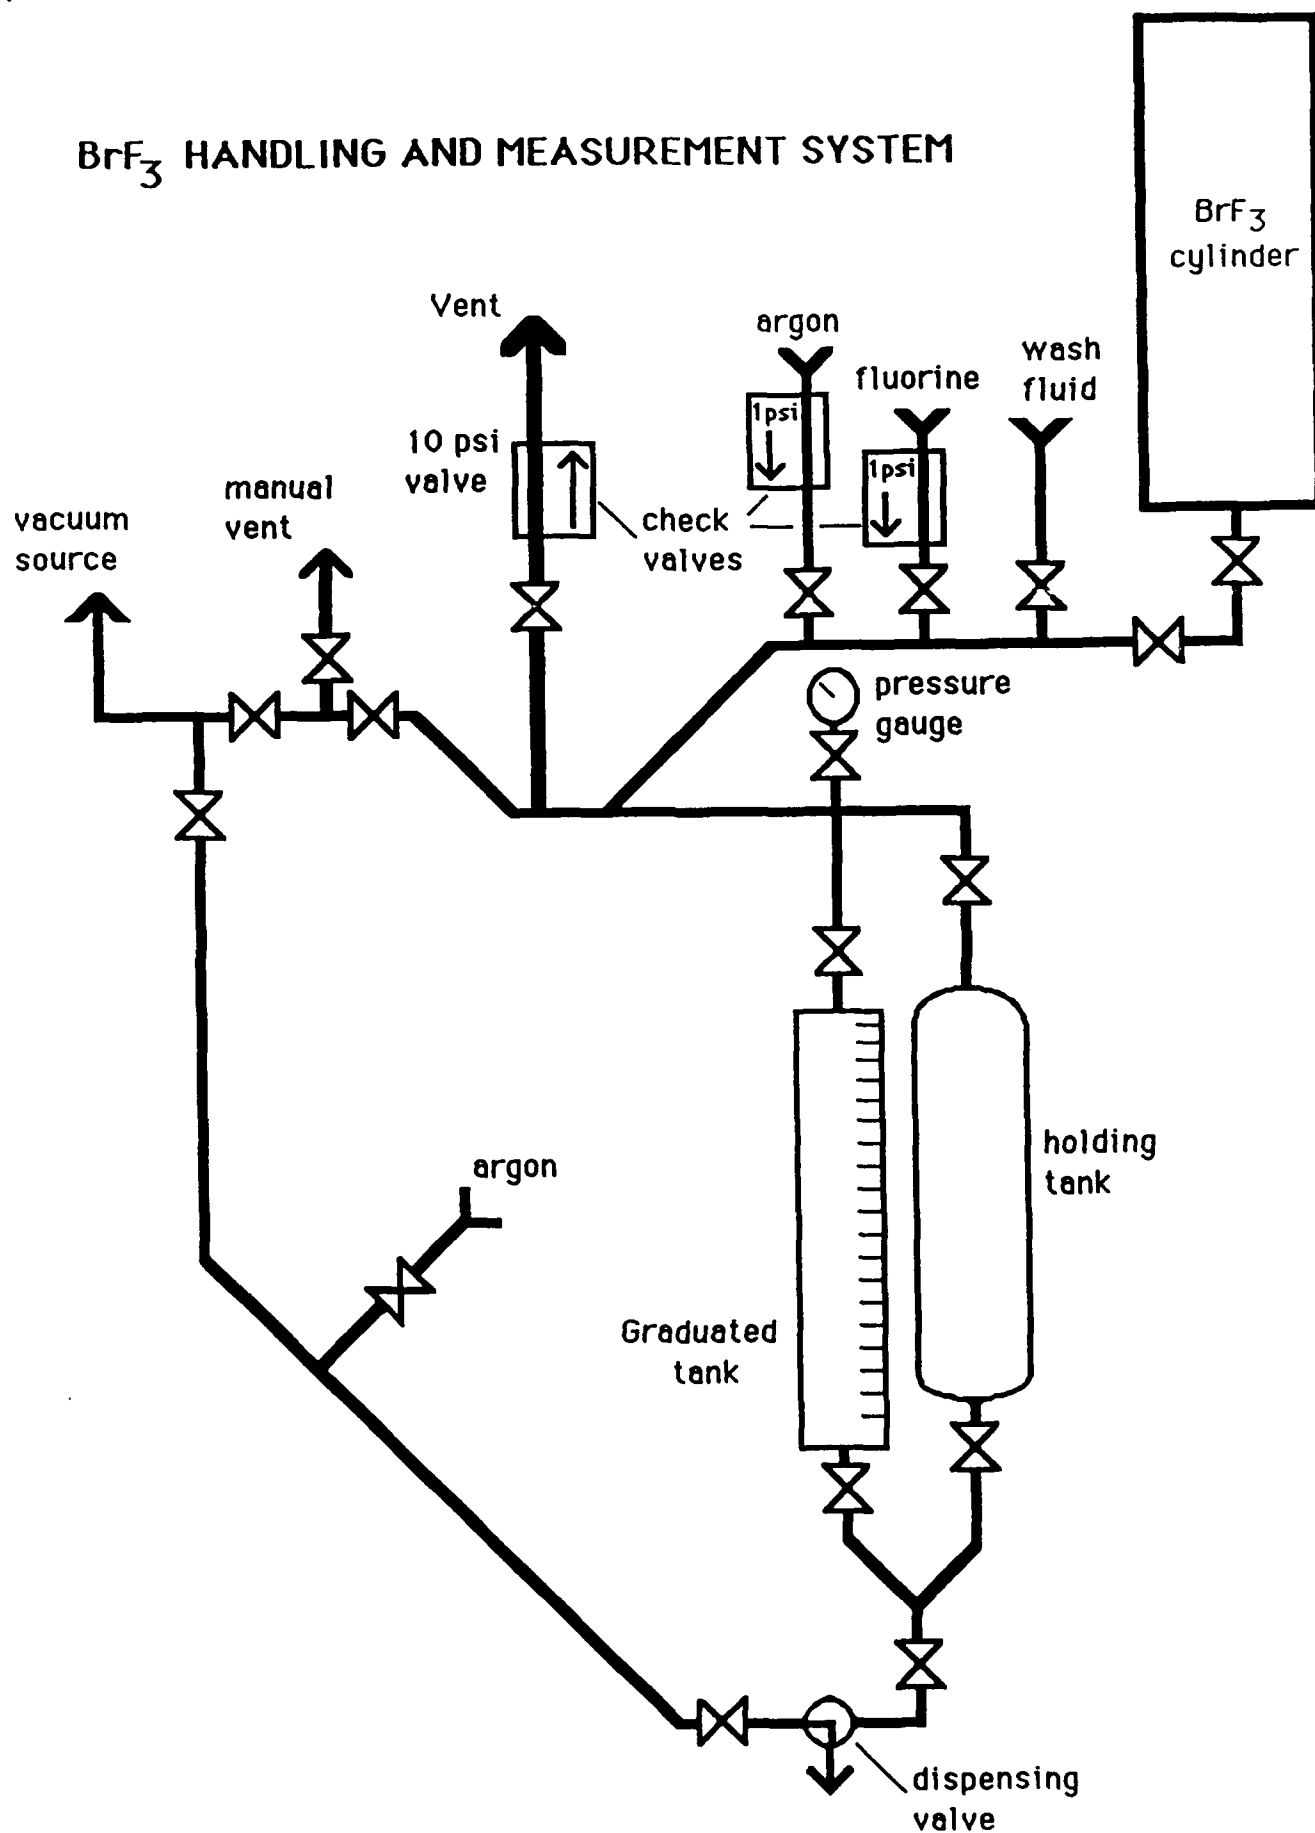 BrF3 HANDLING AND MEASUREMENT SYSTEM
BrF3
cylinder
Vent
argon
wash
fluid
fluorine
1psi
1psi
10 psi
valve
manual
vent
check
valves
vacuum
source
pressure
gauge
holding
tank
argon
Graduated
tank
dispensing
valve